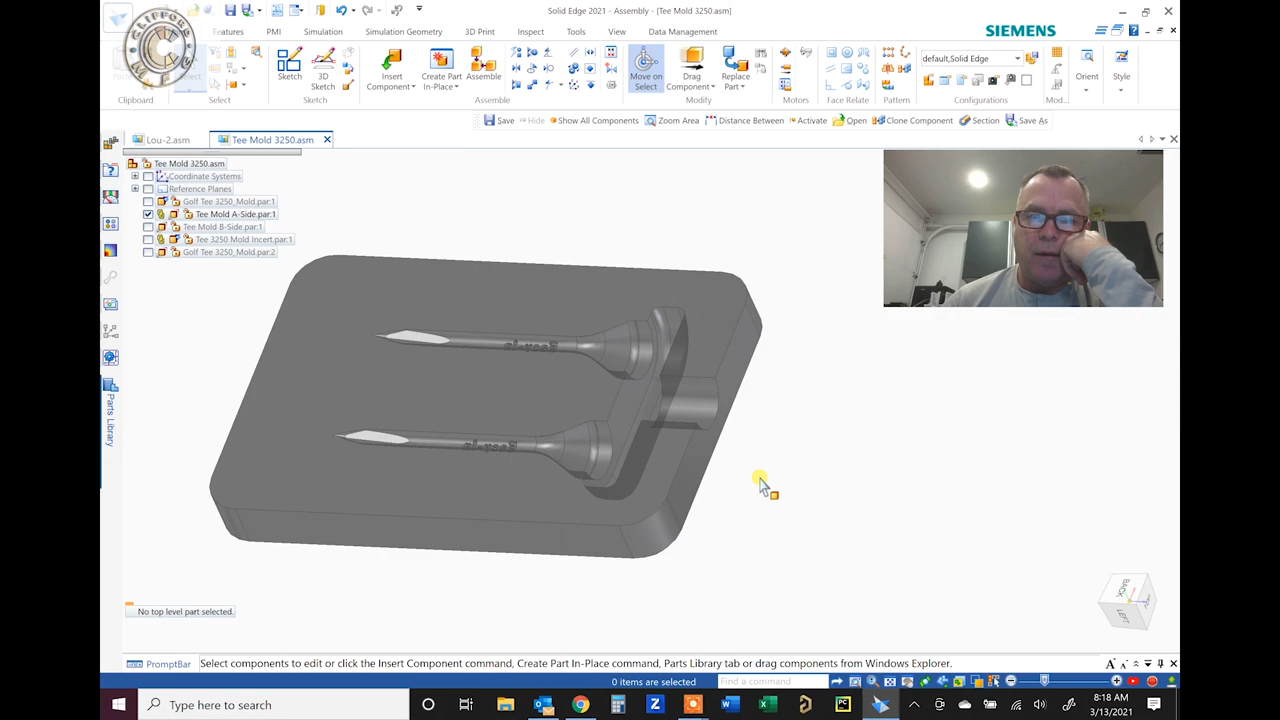 CLIFFORD
Solid Edge 2021 - Assembly - [Tee Mold 3250.asm]
Features PMI Simulation Simulation Geometry 3D Print Inspect Tools View Data Management
SIEMENS
Select
Sketch
3D Sketch
Insert Component
Create Part In-Place
Assemble
Move on Select
Drag Component
Replace Part
default,Solid Edge
Orient
Style
Clipboard Select Sketch Assemble Modify Motors Face Relate Pattern Configurations Mod...
Save Hide Show All Components Zoom Area Distance Between Activate Open Clone Component Section Save As
Lou-2.asm Tee Mold 3250.asm
Tee Mold 3250.asm
Coordinate Systems
Reference Planes
Golf Tee 3250_Mold.par:1
Tee Mold A-Side.par:1
Tee Mold B-Side.par:1
Tee 3250 Mold Incert.par:1
Golf Tee 3250_Mold.par:2
Parts Library
BACK
LEFT
No top level part selected.
PromptBar Select components to edit or click the Insert Component command, Create Part In-Place command, Parts Library tab or drag components from Windows Explorer.
0 items are selected Find a command
Type here to search
8:18 AM
3/13/2021